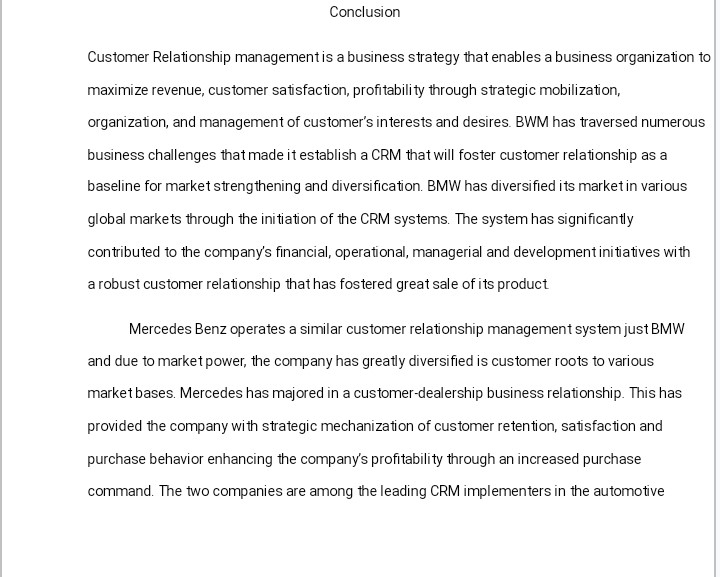 Conclusion
Customer Relationship management is a business strategy that enables a business organization to
maximize revenue, customer satisfaction, profitability through strategic mobilization,
organization, and management of customer's interests and desires. BWM has traversed numerous
business challenges that made it establish a CRM that will foster customer relationship as a
baseline for market strengthening and diversification. BMW has diversified its market in various
global markets through the initiation of the CRM systems. The system has significantly
contributed to the company's financial, operational, managerial and development initiatives with
a robust customer relationship that has fostered great sale of its product.
Mercedes Benz operates a similar customer relationship management system just BMW
and due to market power, the company has greatly diversified is customer roots to various
market bases. Mercedes has majored in a customer-dealership business relationship. This has
provided the company with strategic mechanization of customer retention, satisfaction and
purchase behavior enhancing the company's profitability through an increased purchase
command. The two companies are among the leading CRM implementers in the automotive